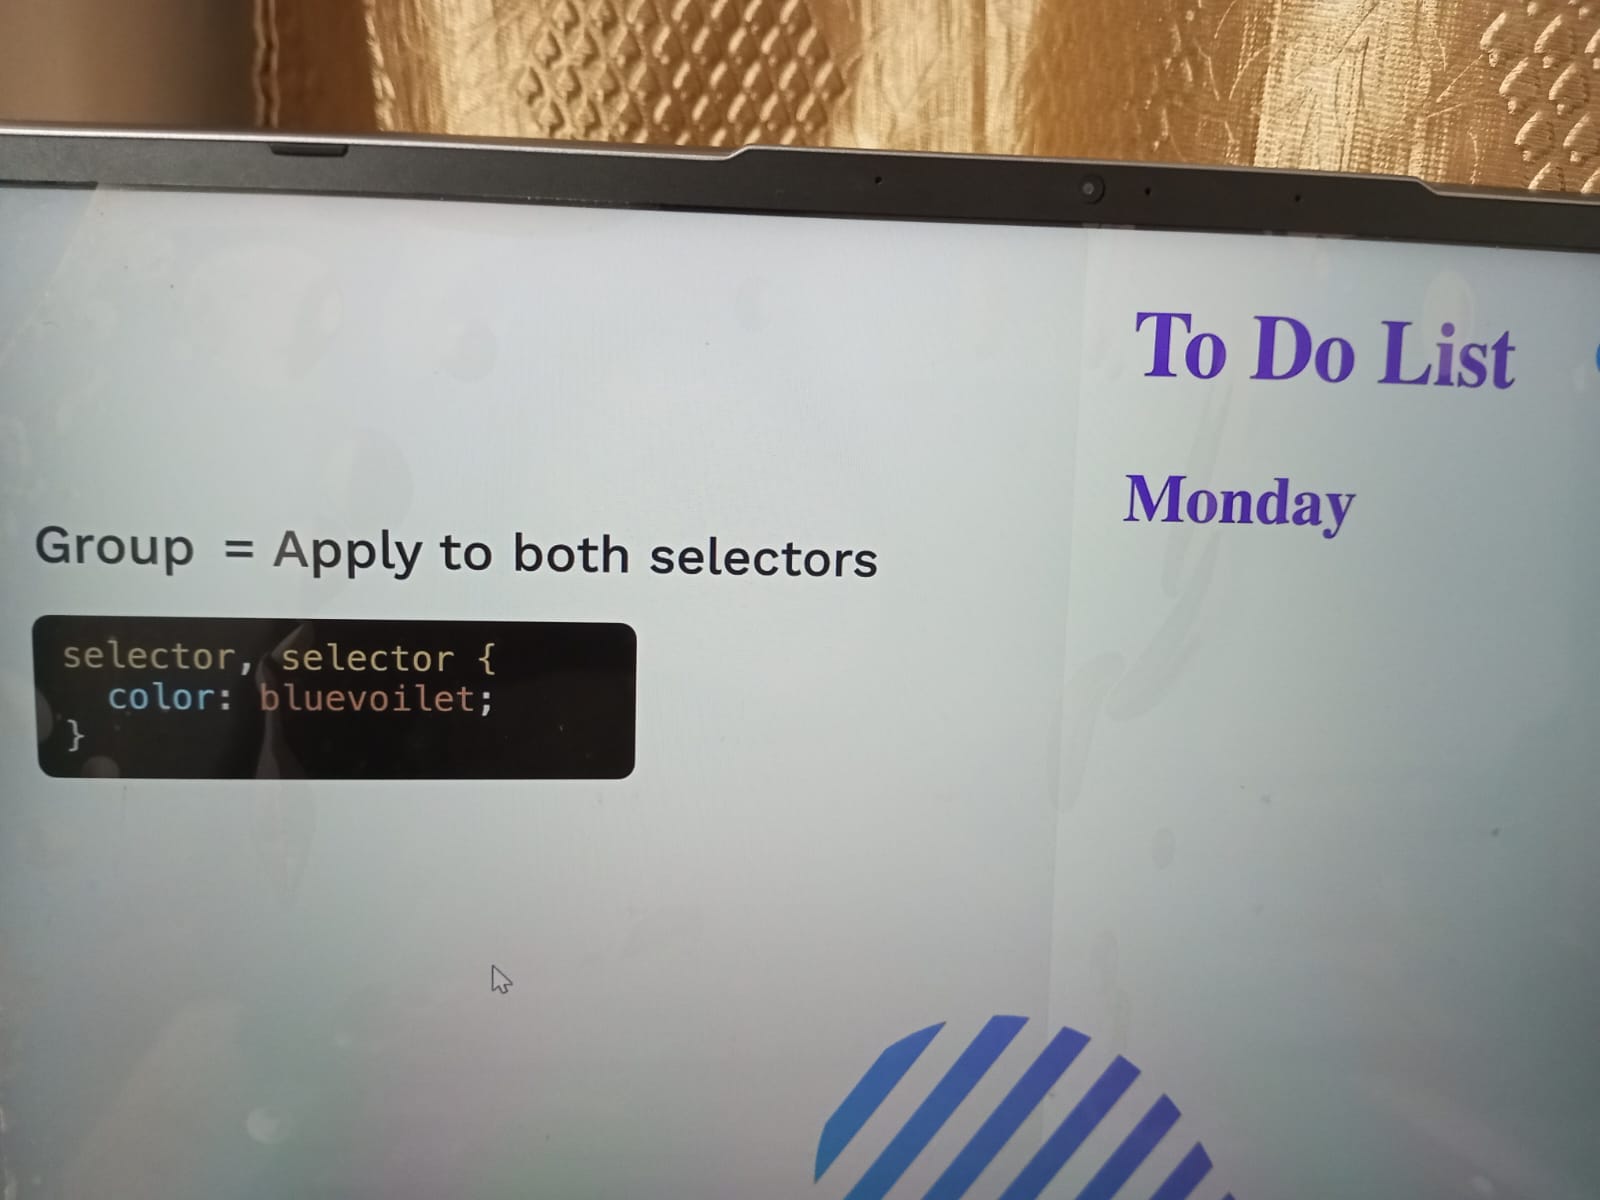 To Do List
Monday
Group = Apply to both selectors
selector, selector {
color: bluevoilet;
}